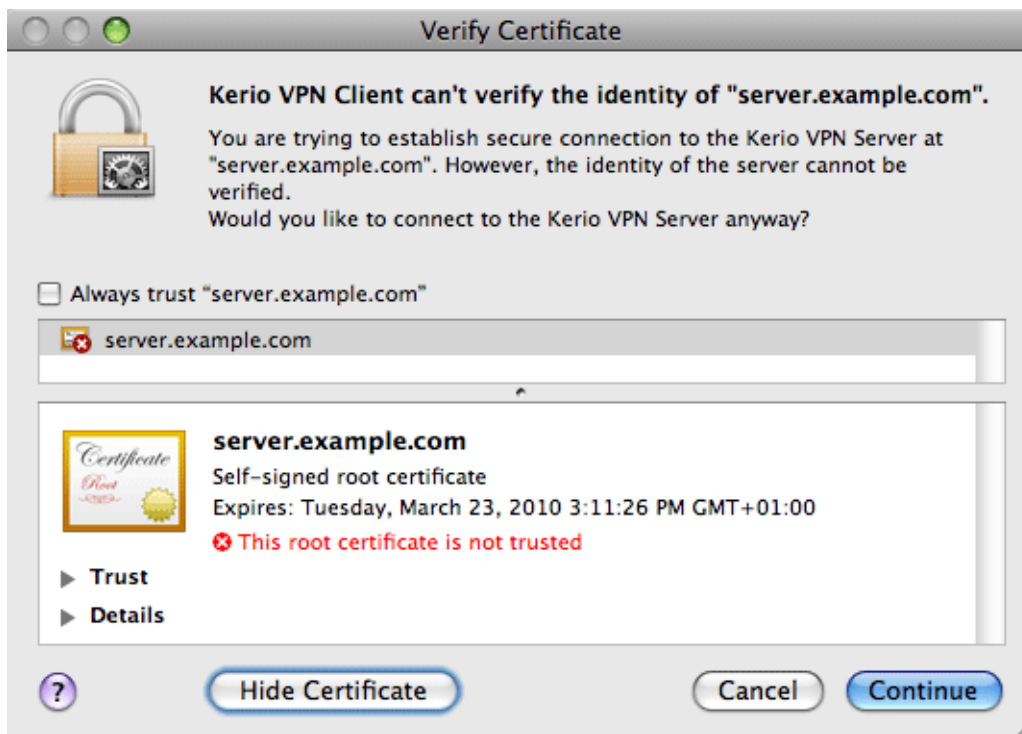 Verify Certificate
Kerio VPN Client can't verify the identity of "server.example.com".
You are trying to establish secure connection to the Kerio VPN Server at
"server.example.com". However, the identity of the server cannot be
verified.
Would you like to connect to the Kerio VPN Server anyway?
Always trust “server.example.com”
server.example.com
Certificate
Root
server.example.com
Self-signed root certificate
Expires: Tuesday, March 23, 2010 3:11:26 PM GMT+01:00
This root certificate is not trusted
Trust
Details
?
Hide Certificate
Cancel
Continue